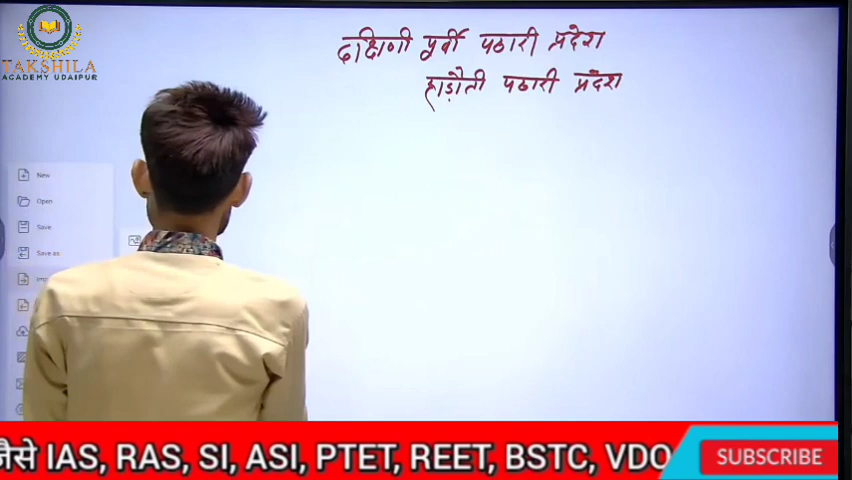 TAKSHILA
ACADEMY UDAIPUR
दक्षिणी पूर्वी पठारी प्रदेश
हाड़ौती पठारी प्रदेश
New
Open
Save
Save as
जैसे IAS, RAS, SI, ASI, PTET, REET, BSTC, VDO
SUBSCRIBE